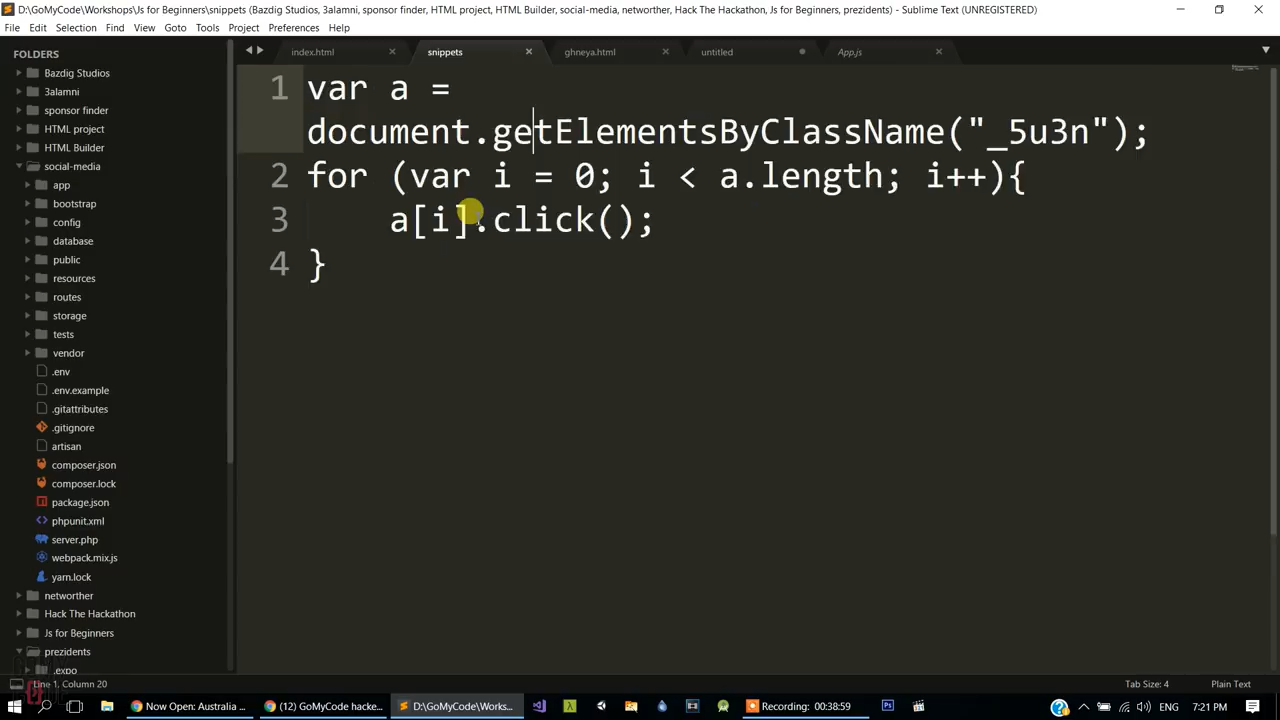 D:\GoMyCode\Workshops\Js for Beginners\snippets (Bazdig Studios, 3alamni, sponsor finder, HTML project, HTML Builder, social-media, networther, Hack The Hackathon, Js for Beginners, prezidents) - Sublime Text (UNREGISTERED)
File Edit Selection Find View Goto Tools Project Preferences Help
FOLDERS
Bazdig Studios
3alamni
sponsor finder
HTML project
HTML Builder
social-media
app
bootstrap
config
database
public
resources
routes
storage
tests
vendor
.env
.env.example
.gitattributes
.gitignore
artisan
composer.json
composer.lock
package.json
phpunit.xml
server.php
webpack.mix.js
yarn.lock
networther
Hack The Hackathon
Js for Beginners
prezidents
.expo
index.html snippets ghneya.html untitled App.js
1 var a =
document.getElementsByClassName("_5u3n");
2 for (var i = 0; i < a.length; i++){
3 a[i].click();
4 }
Line 1, Column 20 Tab Size: 4 Plain Text
Now Open: Australia ... (12) GoMyCode hacke... D:\GoMyCode\Works... Recording: 00:38:59 ENG 7:21 PM